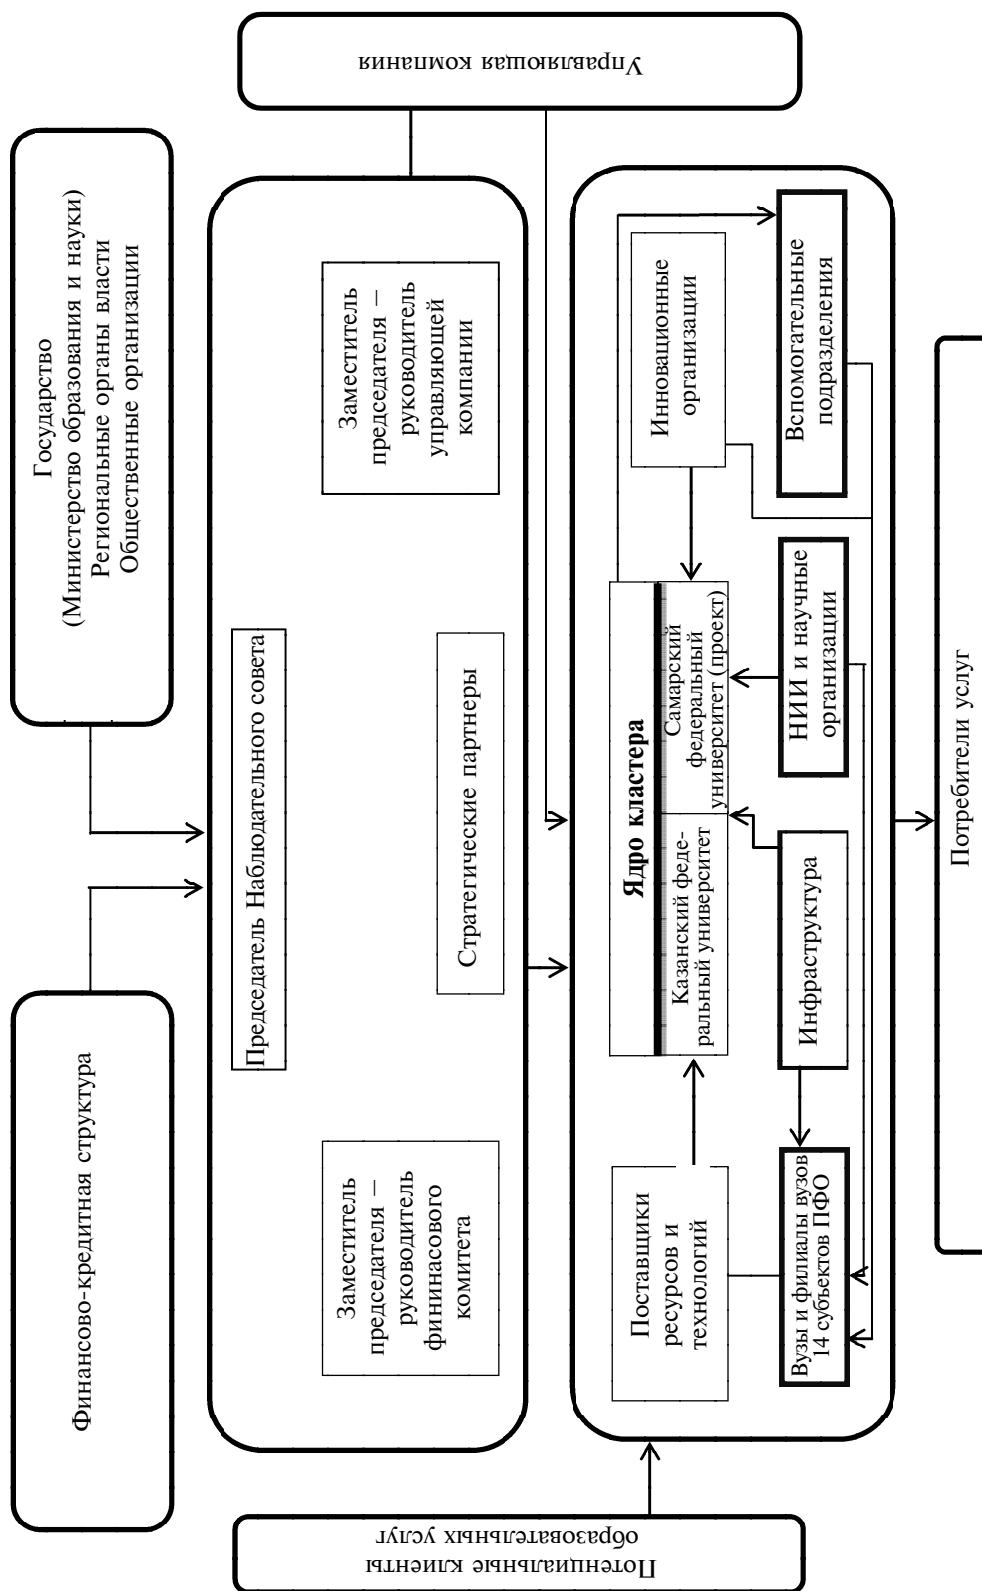 Финансово-кредитная структура
Государство
(Министерство образования и науки)
Региональные органы власти
Общественные организации
Председатель Наблюдательного совета
Заместитель
председателя –
руководитель
фининасового
комитета
Стратегические партнеры
Заместитель
председателя –
руководитель
управляющей
компании
Потенциальные клиенты
образовательных услуг
Управляющая компания
Ядро кластера
Казанский феде-
ральный университет
Самарский
федеральный
университет (проект)
Поставщики
ресурсов и
технологий
Инновационные
организации
Вузы и филиалы вузов
14 субъектов ПФО
Инфраструктура
НИИ и научные
организации
Вспомогательные
подразделения
Потребители услуг